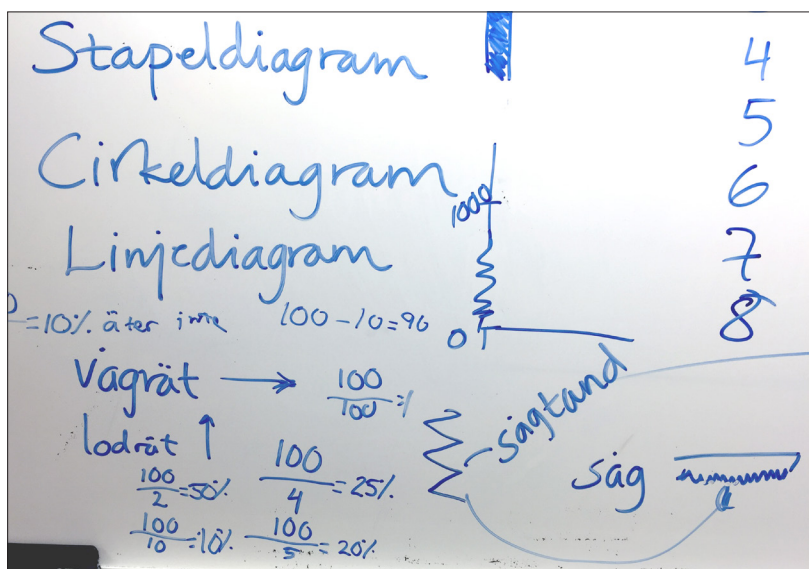 Stapeldiagram
4
5
Cirkeldiagram
6
1000
Linjediagram
7
=10% äter inte 100-10=90
0
8
Vågrät → 100/100=1
sågtand
lodrät ↑
såg
100/2=50% 100/4=25%
100/10=10% 100/5=20%